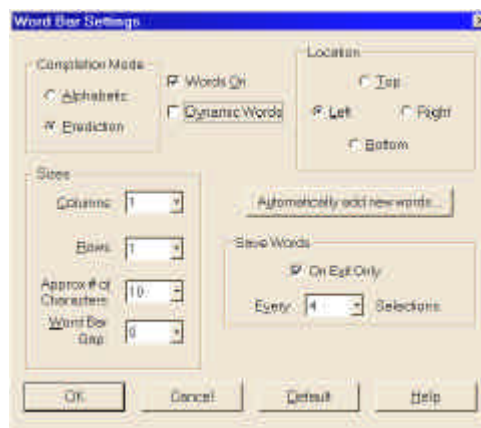 Word Bar Settings
Completion Mode
Alphabetic
Prediction
Words On
Dynamic Words
Location
Top
Left
Right
Bottom
Sizes
Columns 1
Rows 1
Approx # of
Characters 10
Word Bar
Gap 0
Automatically add new words...
Save Words
On Exit Only
Every 4 Selections
OK Cancel Default Help